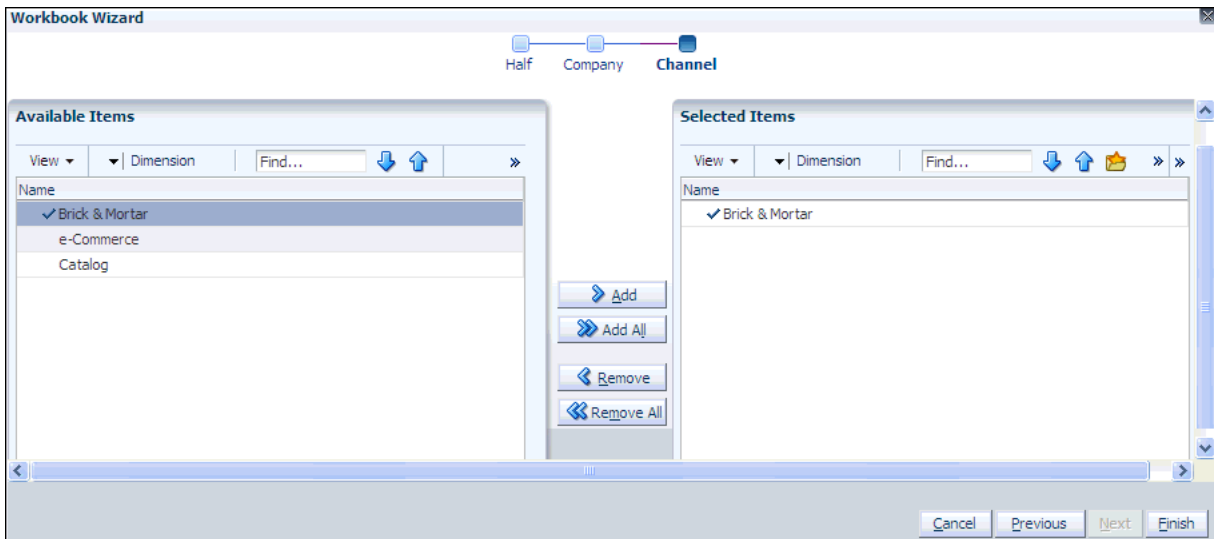 Workbook Wizard
Half Company Channel
Available Items
View Dimension Find...
Name
Brick & Mortar
e-Commerce
Catalog
Add
Add All
Remove
Remove All
Selected Items
View Dimension Find...
Name
Brick & Mortar
Cancel Previous Next Finish